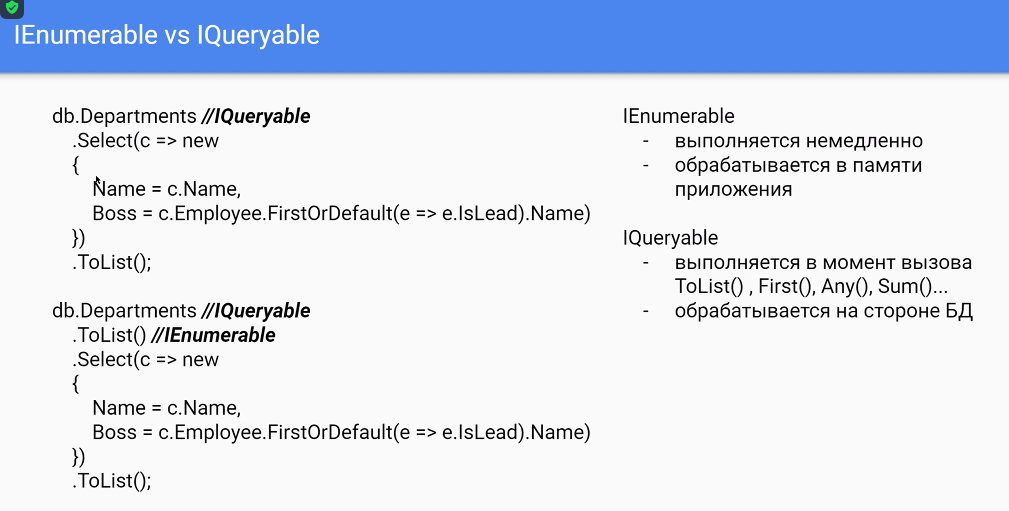 IEnumerable vs IQueryable
db.Departments //IQueryable
.Select(c => new
{
Name = c.Name,
Boss = c.Employee.FirstOrDefault(e => e.IsLead).Name)
})
.ToList();
db.Departments //IQueryable
.ToList() //IEnumerable
.Select(c => new
{
Name = c.Name,
Boss = c.Employee.FirstOrDefault(e => e.IsLead).Name)
})
.ToList();
IEnumerable
- выполняется немедленно
- обрабатывается в памяти
приложения
IQueryable
- выполняется в момент вызова
ToList() , First(), Any(), Sum()...
- обрабатывается на стороне БД